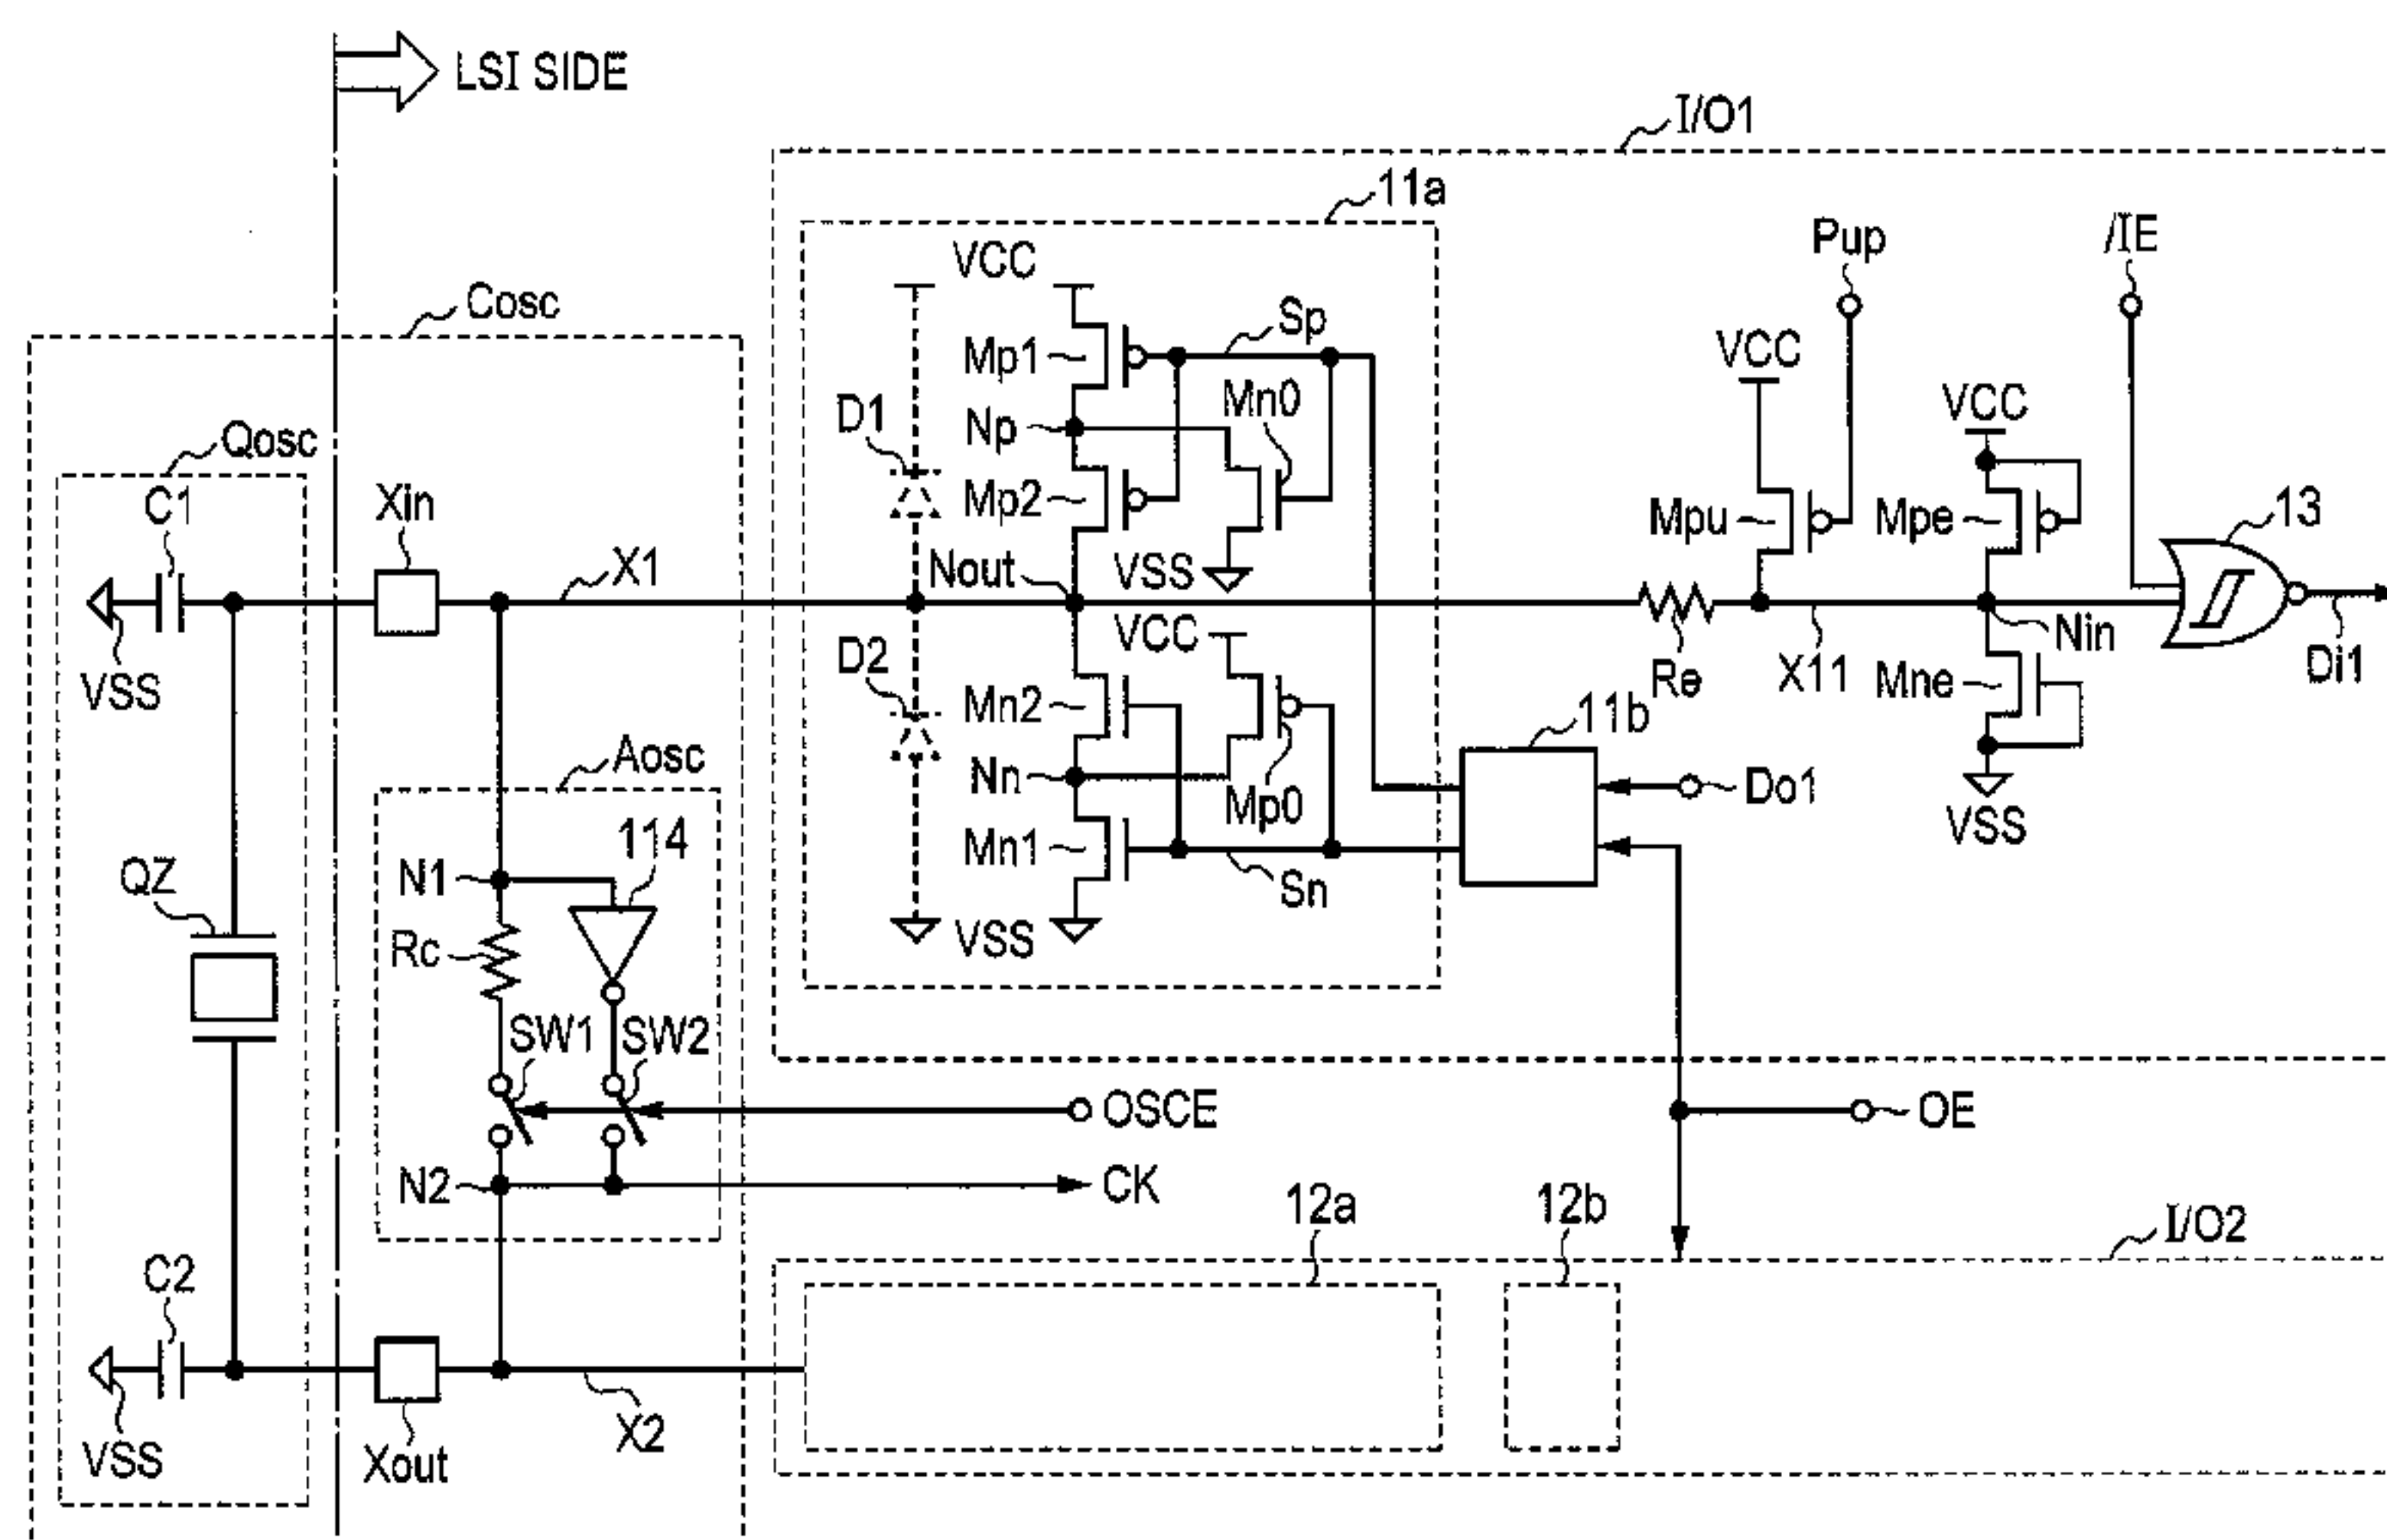 LSI SIDE
I/O1
11a
Pup
/IE
VCC
Cosc
Sp
Mp1
VCC
D1
Mn0
VCC
Np
Qosc
C1
Xin
Mp2
Mpu
Mpe
13
X1
Nout
VSS
VCC
Nin
VSS
D2
Re
X11
Mne
Di1
Mn2
11b
Aosc
Nn
Mp0
Do1
VSS
114
Mn1
QZ
N1
Sn
Rc
VSS
SW1
SW2
OSCE
OE
N2
CK
12a
12b
I/O2
C2
VSS
Xout
X2